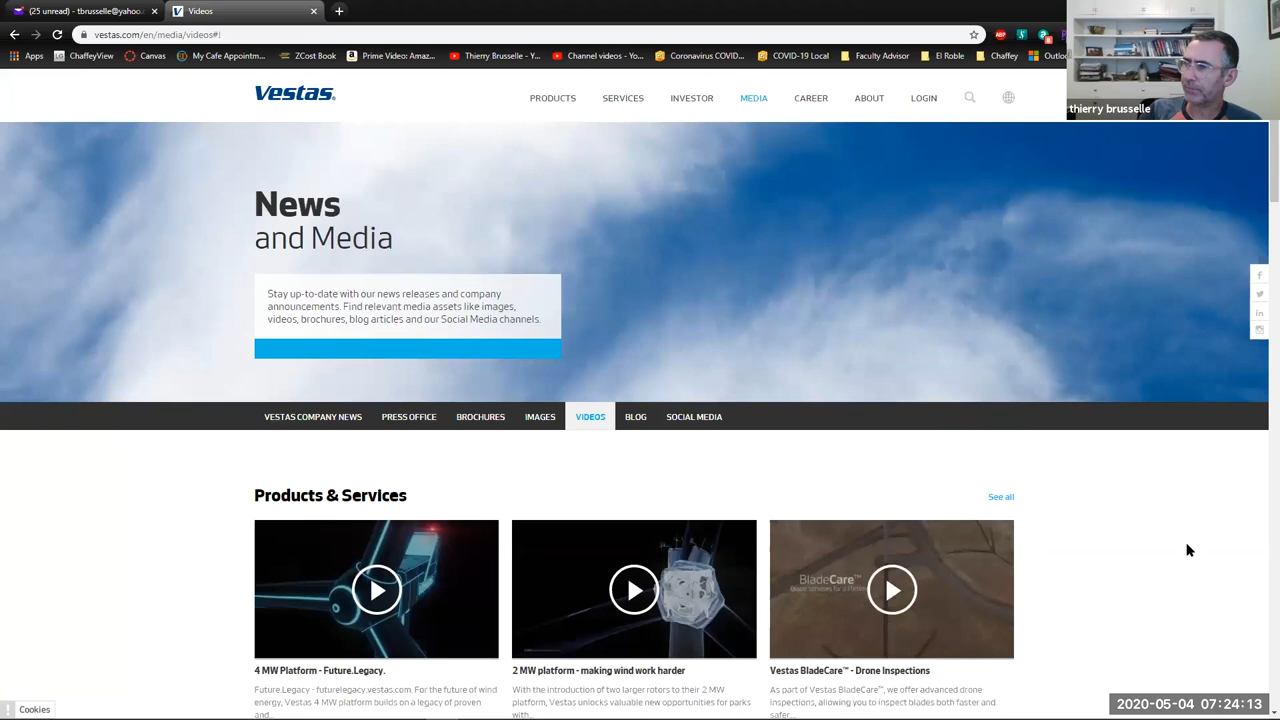 (25 unread) - tbrusselle@yahoo.
Videos
vestas.com/en/media/videos#!
Apps
ChaffeyView
Canvas
My Cafe Appointm...
ZCost Book
Prime Video: Amaz...
Thierry Brusselle - Y...
Channel videos - Yo...
Coronavirus COVID...
COVID-19 Local
Faculty Advisor
El Roble
Chaffey
Outloo
thierry brusselle
Vestas.
PRODUCTS
SERVICES
INVESTOR
MEDIA
CAREER
ABOUT
LOGIN
News
and Media
Stay up-to-date with our news releases and company
announcements. Find relevant media assets like images,
videos, brochures, blog articles and our Social Media channels.
VESTAS COMPANY NEWS
PRESS OFFICE
BROCHURES
IMAGES
VIDEOS
BLOG
SOCIAL MEDIA
Products & Services
See all
BladeCare™
4 MW Platform - Future.Legacy.
Future.Legacy - futurelegacy.vestas.com. For the future of wind
energy, Vestas 4 MW platform builds on a legacy of proven
and...
2 MW platform - making wind work harder
With the introduction of two larger rotors to their 2 MW
platform, Vestas unlocks valuable new opportunities for parks
with...
Vestas BladeCare™ - Drone Inspections
As part of Vestas BladeCare™, we offer advanced drone
inspections, allowing you to inspect blades both faster and
safer...
Cookies
2020-05-04 07:24:13